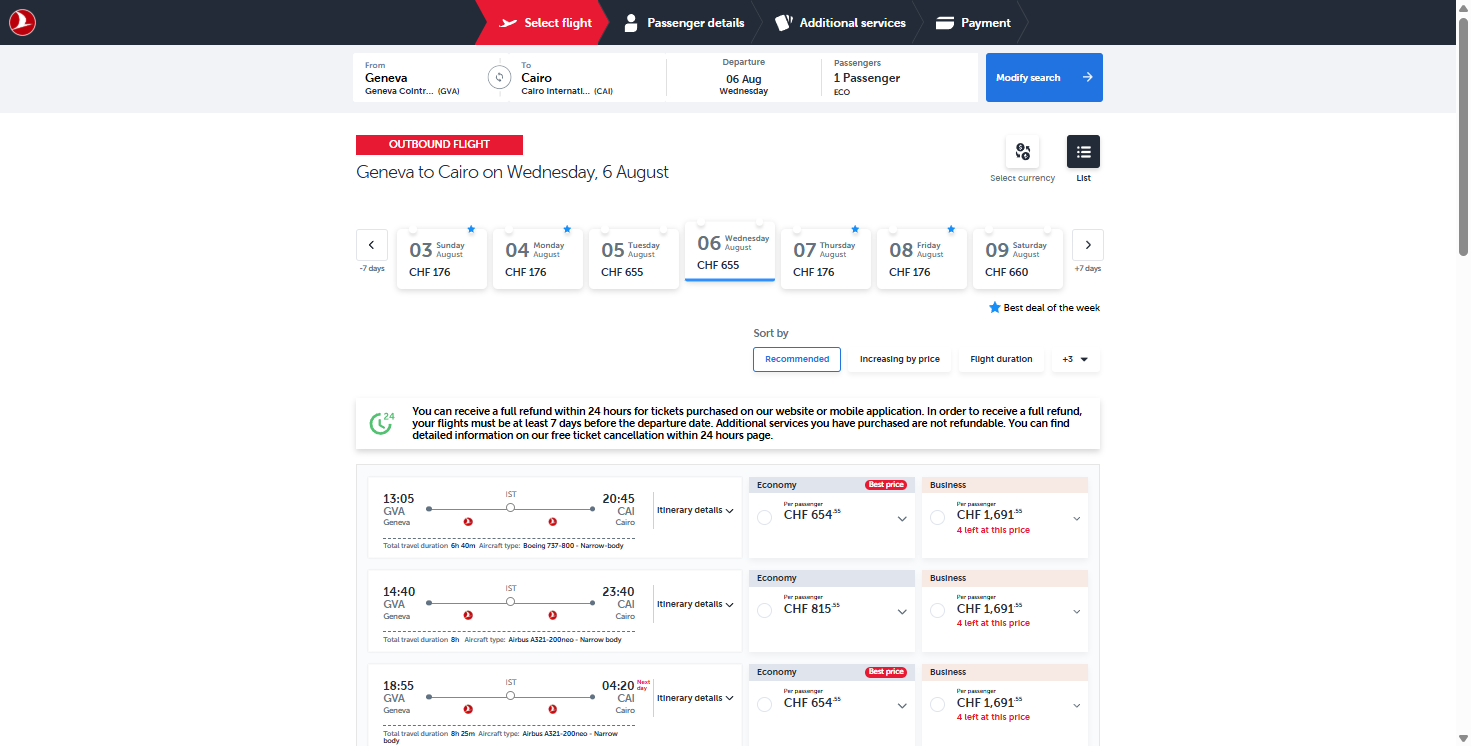 Select flight
Passenger details
Additional services
Payment
From
Geneva
Geneva Cointr... (GVA)
To
Cairo
Cairo Internati... (CAI)
Departure
06 Aug
Wednesday
Passengers
1 Passenger
ECO
Modify search
OUTBOUND FLIGHT
Geneva to Cairo on Wednesday, 6 August
Select currency
List
-7 days
03 Sunday August
CHF 176
04 Monday August
CHF 176
05 Tuesday August
CHF 655
06 Wednesday August
CHF 655
07 Thursday August
CHF 176
08 Friday August
CHF 176
09 Saturday August
CHF 660
+7 days
Best deal of the week
Sort by
Recommended
Increasing by price
Flight duration
+3
24
You can receive a full refund within 24 hours for tickets purchased on our website or mobile application. In order to receive a full refund,
your flights must be at least 7 days before the departure date. Additional services you have purchased are not refundable. You can find
detailed information on our free ticket cancellation within 24 hours page.
13:05
GVA
Geneva
IST
20:45
CAI
Cairo
Itinerary details
Total travel duration 6h 40m Aircraft type: Boeing 737-800 - Narrow-body
Economy
Best price
Per passenger
CHF 654.55
Business
Per passenger
CHF 1,691.55
4 left at this price
14:40
GVA
Geneva
IST
23:40
CAI
Cairo
Itinerary details
Total travel duration 8h Aircraft type: Airbus A321-200neo - Narrow body
Economy
Per passenger
CHF 815.55
Business
Per passenger
CHF 1,691.55
4 left at this price
18:55
GVA
Geneva
IST
04:20
Next day
CAI
Cairo
Itinerary details
Total travel duration 8h 25m Aircraft type: Airbus A321-200neo - Narrow
body
Economy
Best price
Per passenger
CHF 654.55
Business
Per passenger
CHF 1,691.55
4 left at this price